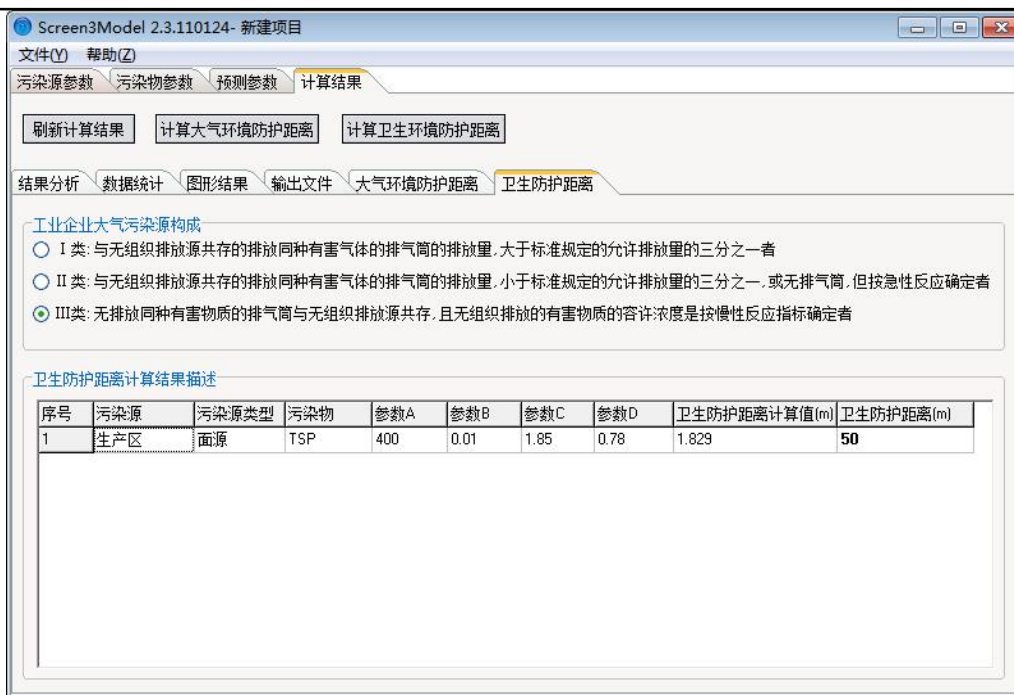 Screen3Model 2.3.110124- 新建项目
文件(Y) 帮助(Z)
污染源参数 污染物参数 预测参数 计算结果
刷新计算结果 计算大气环境防护距离 计算卫生环境防护距离
结果分析 数据统计 图形结果 输出文件 大气环境防护距离 卫生防护距离
工业企业大气污染源构成
I 类: 与无组织排放源共存的排放同种有害气体的排气筒的排放量,大于标准规定的允许排放量的三分之一者
II 类: 与无组织排放源共存的排放同种有害气体的排气筒的排放量,小于标准规定的允许排放量的三分之一,或无排气筒,但按急性反应确定者
III类: 无排放同种有害物质的排气筒与无组织排放源共存,且无组织排放的有害物质的容许浓度是按慢性反应指标确定者
卫生防护距离计算结果描述
序号 污染源 污染源类型 污染物 参数A 参数B 参数C 参数D 卫生防护距离计算值(m) 卫生防护距离(m)
1 生产区 面源 TSP 400 0.01 1.85 0.78 1.829 50